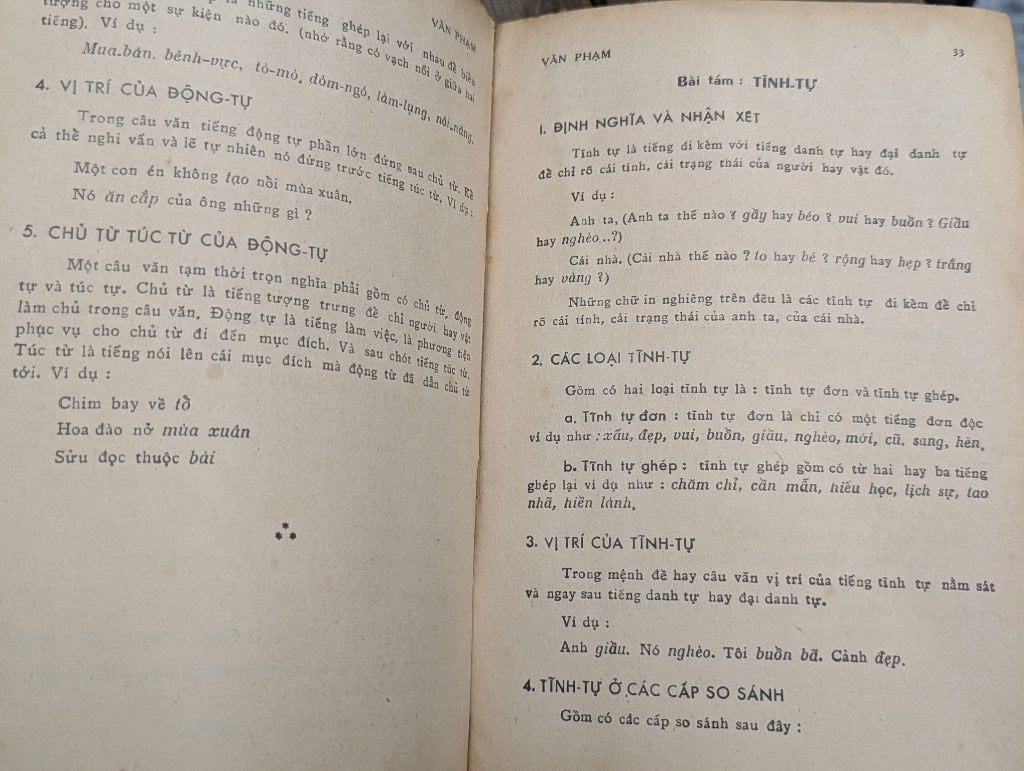 VĂN PHẠM
là những tiếng ghép lại với nhau để biểu
tượng cho một sự kiện nào đó. (nhớ rằng có vạch nối ở giữa hai
tiếng). Ví dụ :
Mua-bán, bênh-vực, tò-mò, dòm-ngó, làm-lụng, nói-năng,
4. VỊ TRÍ CỦA ĐỘNG-TỰ
Trong câu văn tiếng động tự phần lớn đứng sau chủ từ. Kể
cả thể nghi vấn và lẽ tự nhiên nó đứng trước tiếng túc từ. Ví dụ :
Một con én không tạo nồi mùa xuân.
Nó ăn cắp của ông những gì ?
5. CHỦ TỪ TÚC TỪ CỦA ĐỘNG-TỰ
Một câu văn tạm thời trọn nghĩa phải gồm có chủ từ, động
tự và túc tự. Chủ từ là tiếng tượng trưng để chỉ người hay vật
làm chủ trong câu văn. Động tự là tiếng làm việc, là phương tiện
phục vụ cho chủ từ đi đến mục đích. Và sau chót tiếng túc từ.
Túc từ là tiếng nói lên cái mục đích mà động từ đã dẫn chủ từ
tới. Ví dụ :
Chim bay về tổ
Hoa đào nở mùa xuân
Sửu đọc thuộc bài
VĂN PHẠM 33
Bài tám : TĨNH-TỰ
I. ĐỊNH NGHĨA VÀ NHẬN XÉT
Tĩnh tự là tiếng đi kèm với tiếng danh tự hay đại danh tự
để chỉ rõ cái tính, cái trạng thái của người hay vật đó.
Ví dụ :
Anh ta, (Anh ta thế nào ? gầy hay béo ? vui hay buồn ? Giầu
hay nghèo ..?)
Cái nhà. (Cái nhà thế nào ? to hay bé ? rộng hay hẹp ? trắng
hay vàng ?)
Những chữ in nghiêng trên đều là các tĩnh tự đi kèm để chỉ
rõ cái tính, cái trạng thái của anh ta, của cái nhà.
2. CÁC LOẠI TĨNH-TỰ
Gồm có hai loại tĩnh tự là : tĩnh tự đơn và tĩnh tự ghép.
a. Tĩnh tự đơn : tĩnh tự đơn là chỉ có một tiếng đơn độc
ví dụ như : xấu, đẹp, vui, buồn, giầu, nghèo, mới, cũ, sang, hèn.
b. Tĩnh tự ghép : tĩnh tự ghép gồm có từ hai hay ba tiếng
ghép lại ví dụ như : chăm chỉ, cần mẫn, hiếu học, lịch sự, tao
nhã, hiền lành.
3. VỊ TRÍ CỦA TĨNH-TỰ
Trong mệnh đề hay câu văn vị trí của tiếng tĩnh tự nằm sát
và ngay sau tiếng danh tự hay đại danh tự.
Ví dụ :
Anh giầu. Nó nghèo. Tôi buồn bã. Cảnh đẹp.
4. TĨNH-TỰ Ở CÁC CẤP SO SÁNH
Gồm có các cấp so sánh sau đây :